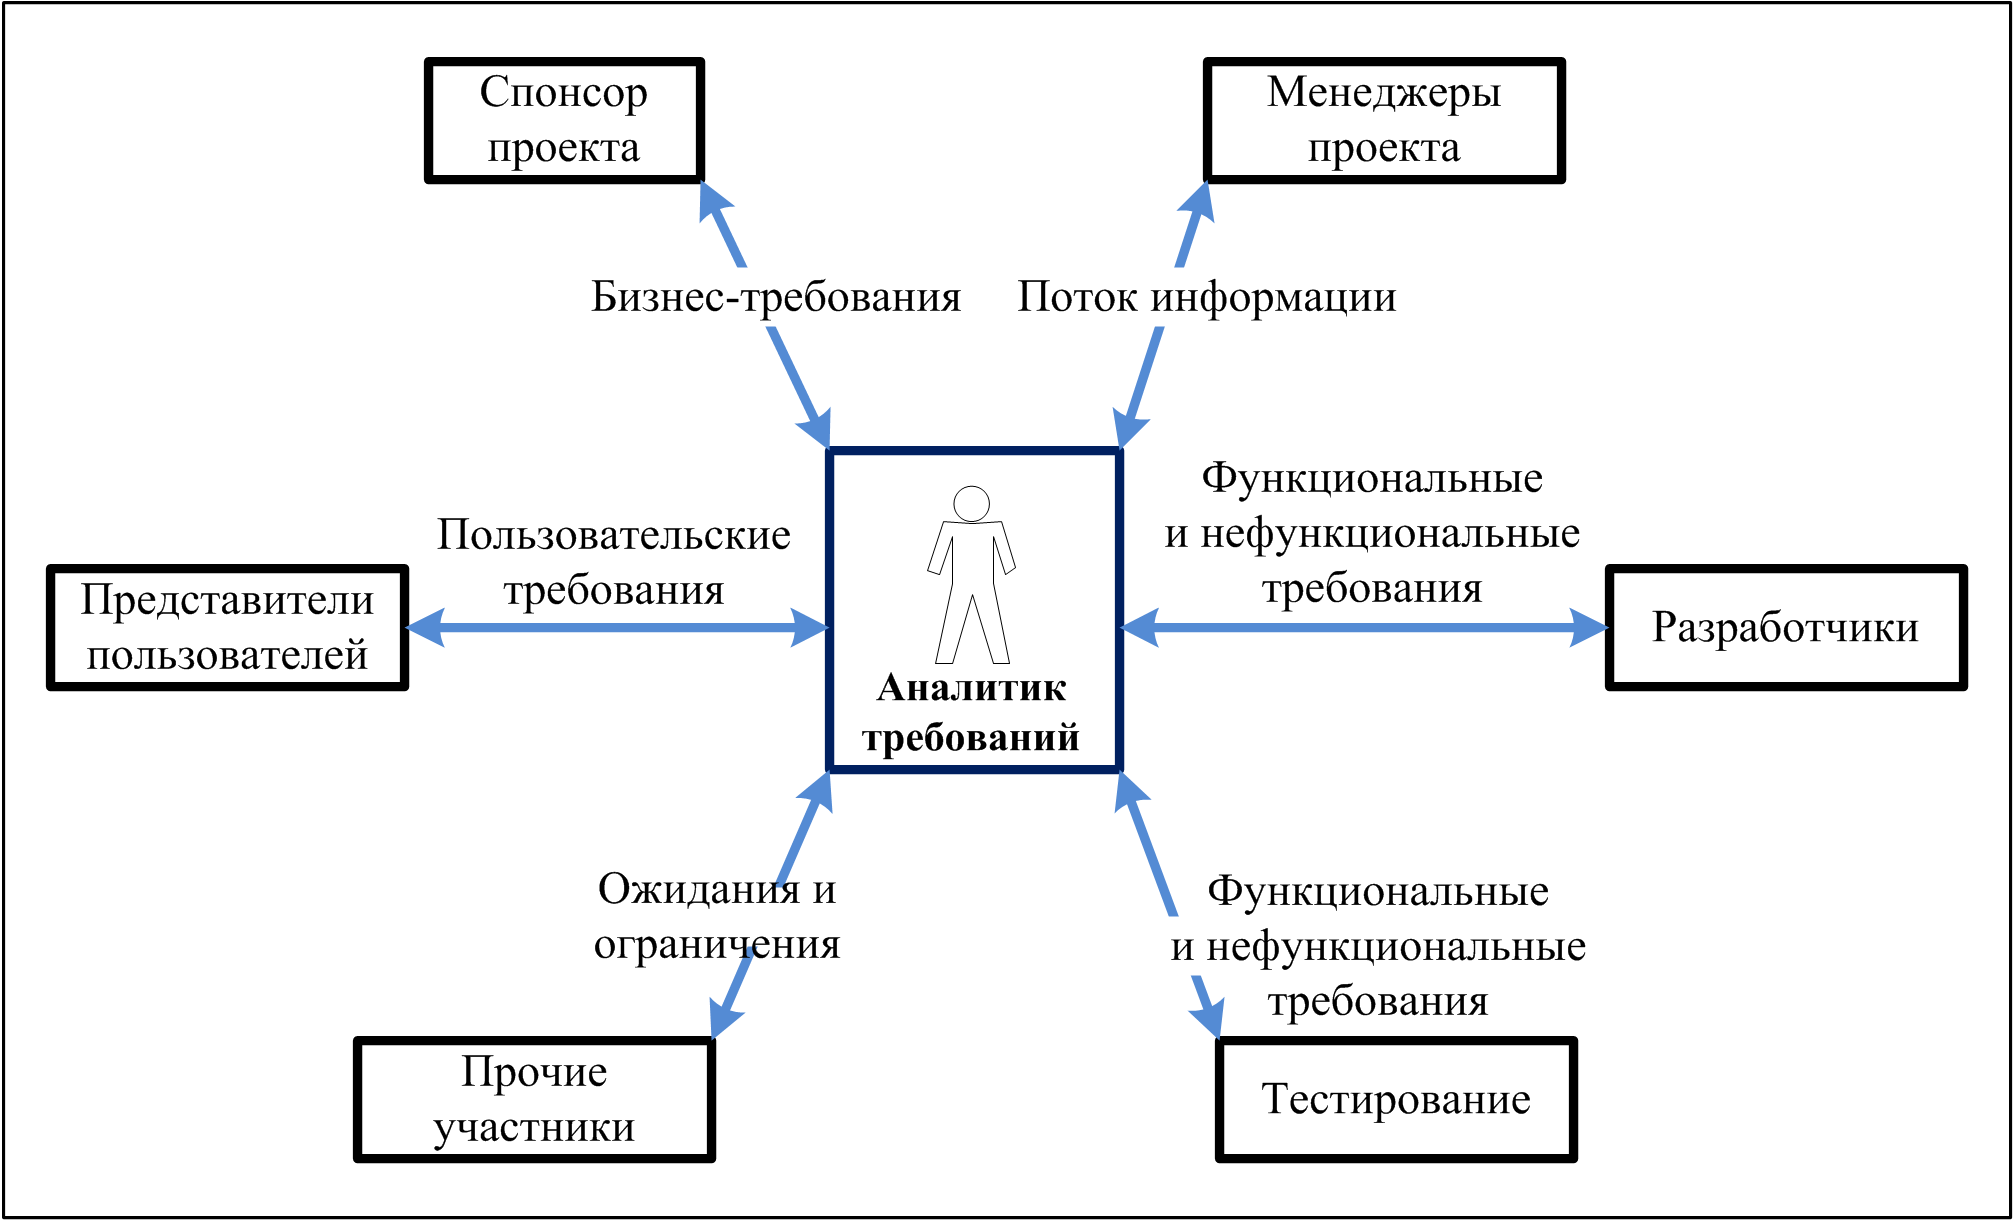 Спонсор
проекта
Менеджеры
проекта
Бизнес-требования
Поток информации
Функциональные
и нефункциональные
требования
Пользовательские
требования
Представители
пользователей
Разработчики
Аналитик
требований
Ожидания и
ограничения
Функциональные
и нефункциональные
требования
Прочие
участники
Тестирование